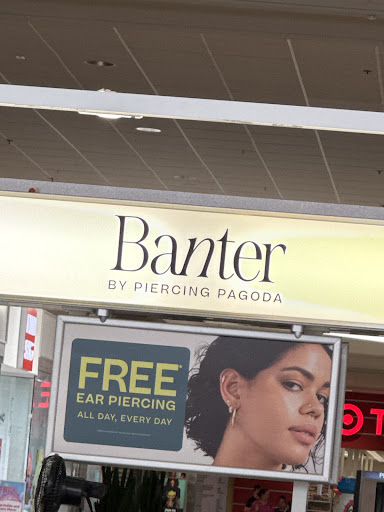 Banter
BY PIERCING PAGODA
FREE*
EAR PIERCING
ALL DAY, EVERY DAY